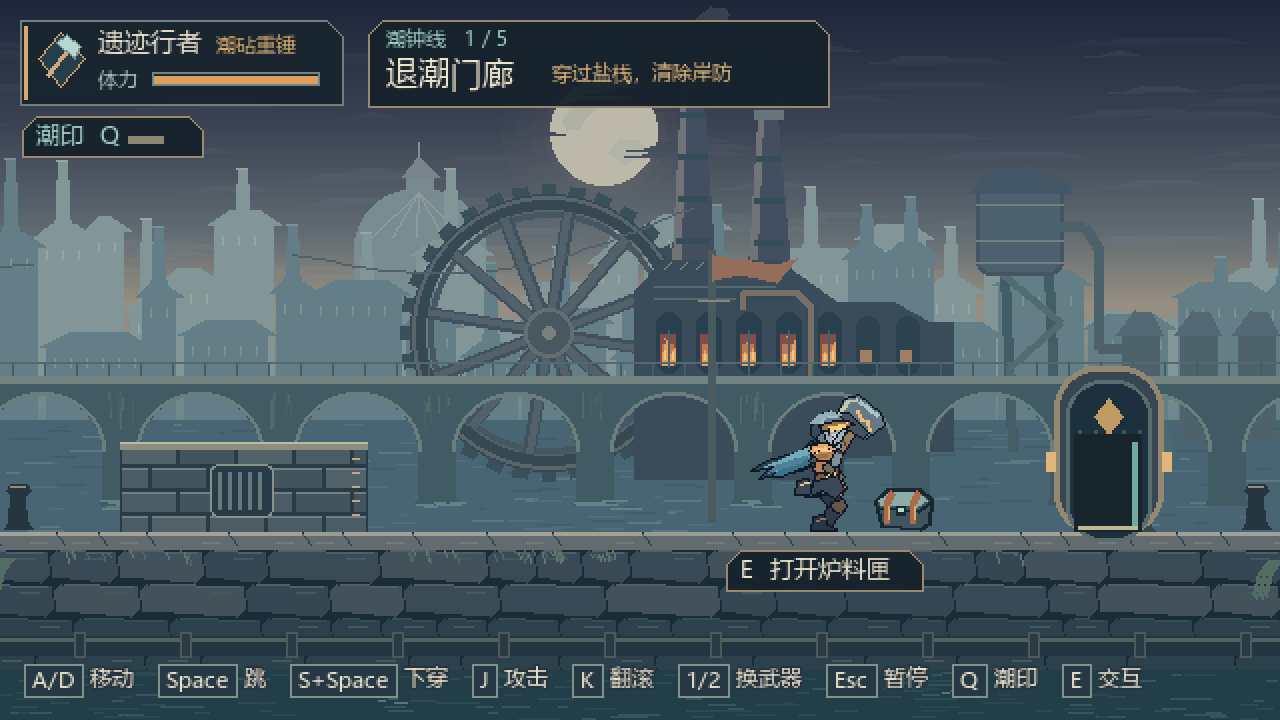 遗迹行者 潮砧重锤
体力
潮印 Q
潮钟线 1 / 5
退潮门廊 穿过盐栈，清除岸防
E 打开炉料匣
A/D 移动 Space 跳 S+Space 下穿 J 攻击 K 翻滚 1/2 换武器 Esc 暂停 Q 潮印 E 交互